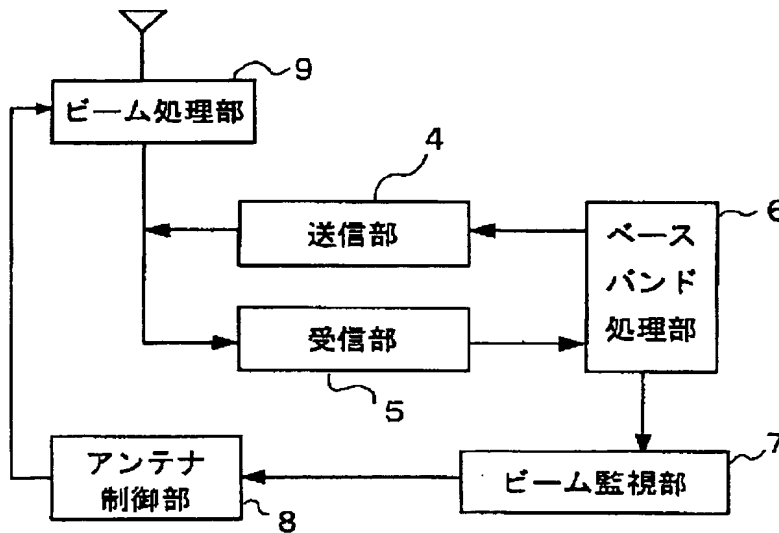 9
ビーム処理部
4
送信部
6
ベース
バンド
処理部
受信部
5
7
ビーム監視部
アンテナ
制御部
8